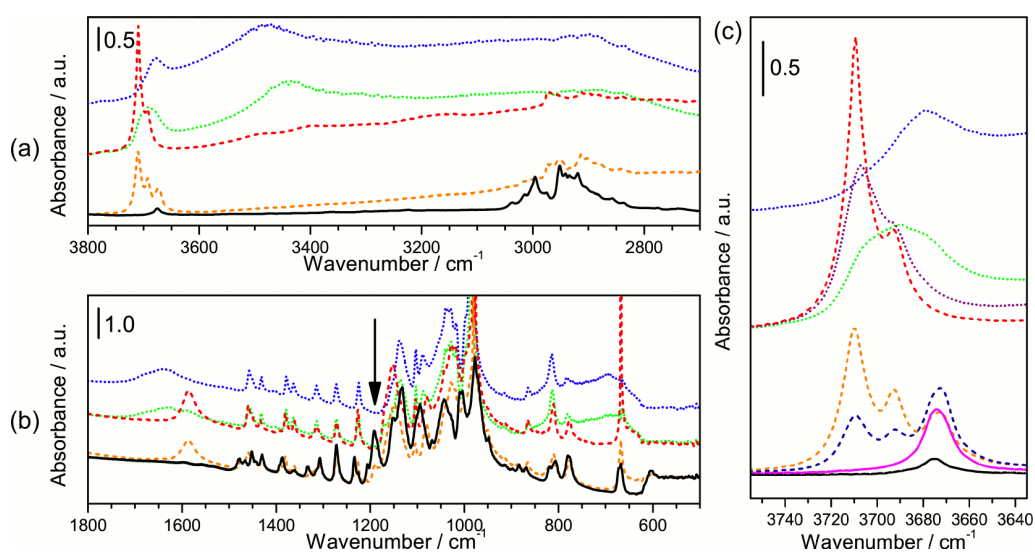 (a)
0.5
Absorbance / a.u.
3800 3600 3400 3200 3000 2800
Wavenumber / cm-1
(b)
1.0
Absorbance / a.u.
1800 1600 1400 1200 1000 800 600
Wavenumber / cm-1
(c)
0.5
Absorbance / a.u.
3740 3720 3700 3680 3660 3640
Wavenumber / cm-1